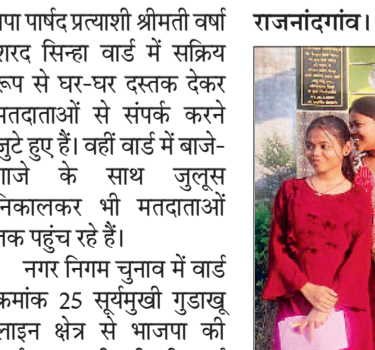 पा पार्षद प्रत्याशी श्रीमती वर्षा
शरद सिन्हा वार्ड में सक्रिय
रूप से घर-घर दस्तक देकर
मतदाताओं से संपर्क करने
जुटे हुए हैं। वहीं वार्ड में बाजे-
गाजे के साथ जुलूस
निकालकर भी मतदाताओं
तक पहुंच रहे हैं।
नगर निगम चुनाव में वार्ड
क्रमांक 25 सूर्यमुखी गुडाखू
लाइन क्षेत्र से भाजपा की
राजनांदगांव।